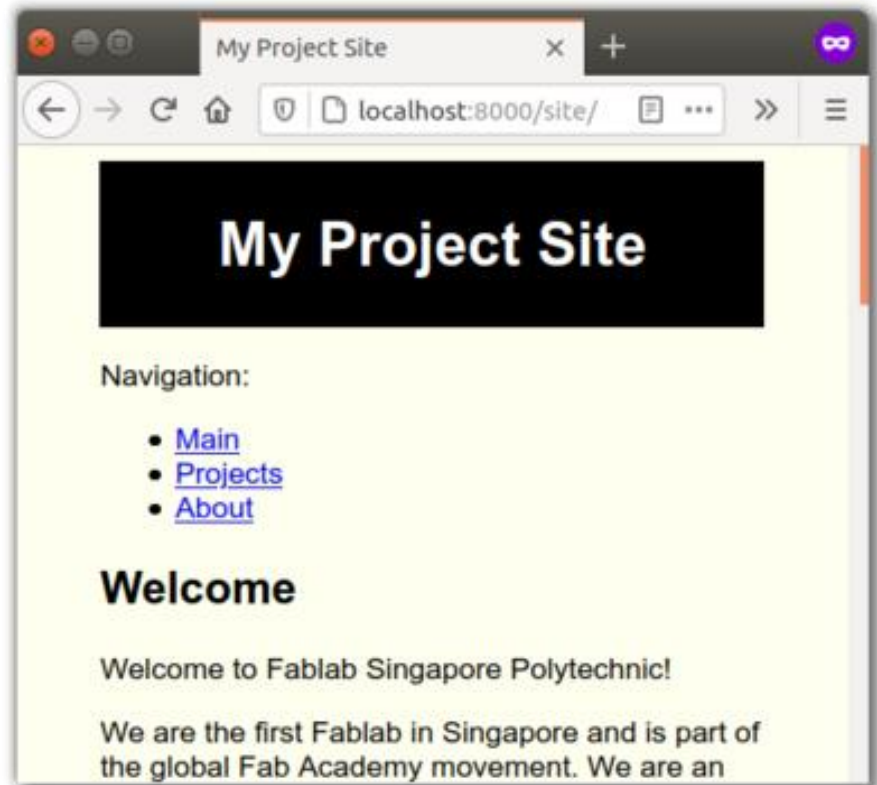 My Project Site
localhost:8000/site/
My Project Site
Navigation:
Main
Projects
About
Welcome
Welcome to Fablab Singapore Polytechnic!
We are the first Fablab in Singapore and is part of
the global Fab Academy movement. We are an